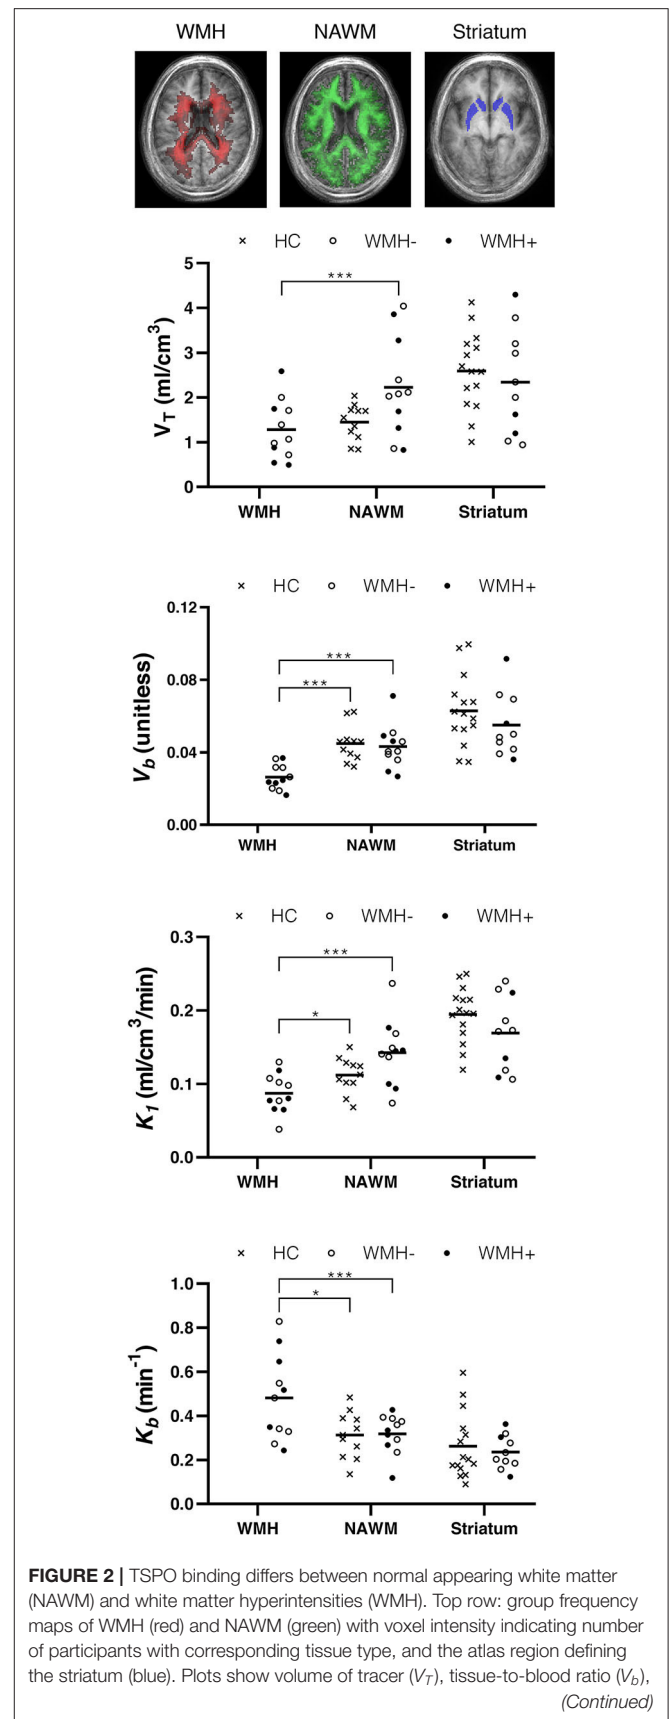 WMH NAWM Striatum
× HC ○ WMH- ● WMH+
V_T (ml/cm³)
5
4
3
2
1
0
***
WMH NAWM Striatum
× HC ○ WMH- ● WMH+
V_b (unitless)
0.12
0.08
0.04
0.00
***
***
WMH NAWM Striatum
× HC ○ WMH- ● WMH+
K_1 (ml/cm³/min)
0.3
0.2
0.1
0.0
***
*
WMH NAWM Striatum
× HC ○ WMH- ● WMH+
K_b (min⁻¹)
1.0
0.8
0.6
0.4
0.2
0.0
***
*
WMH NAWM Striatum
FIGURE 2 | TSPO binding differs between normal appearing white matter
(NAWM) and white matter hyperintensities (WMH). Top row: group frequency
maps of WMH (red) and NAWM (green) with voxel intensity indicating number
of participants with corresponding tissue type, and the atlas region defining
the striatum (blue). Plots show volume of tracer (V_T), tissue-to-blood ratio (V_b),
(Continued)